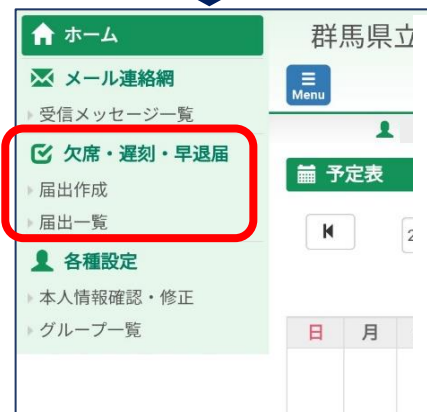 ホーム
メール連絡網
受信メッセージ一覧
欠席・遅刻・早退届
届出作成
届出一覧
各種設定
本人情報確認・修正
グループ一覧
群馬県立
Menu
予定表
2
日 月